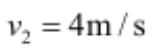 v₂ = 4m / s